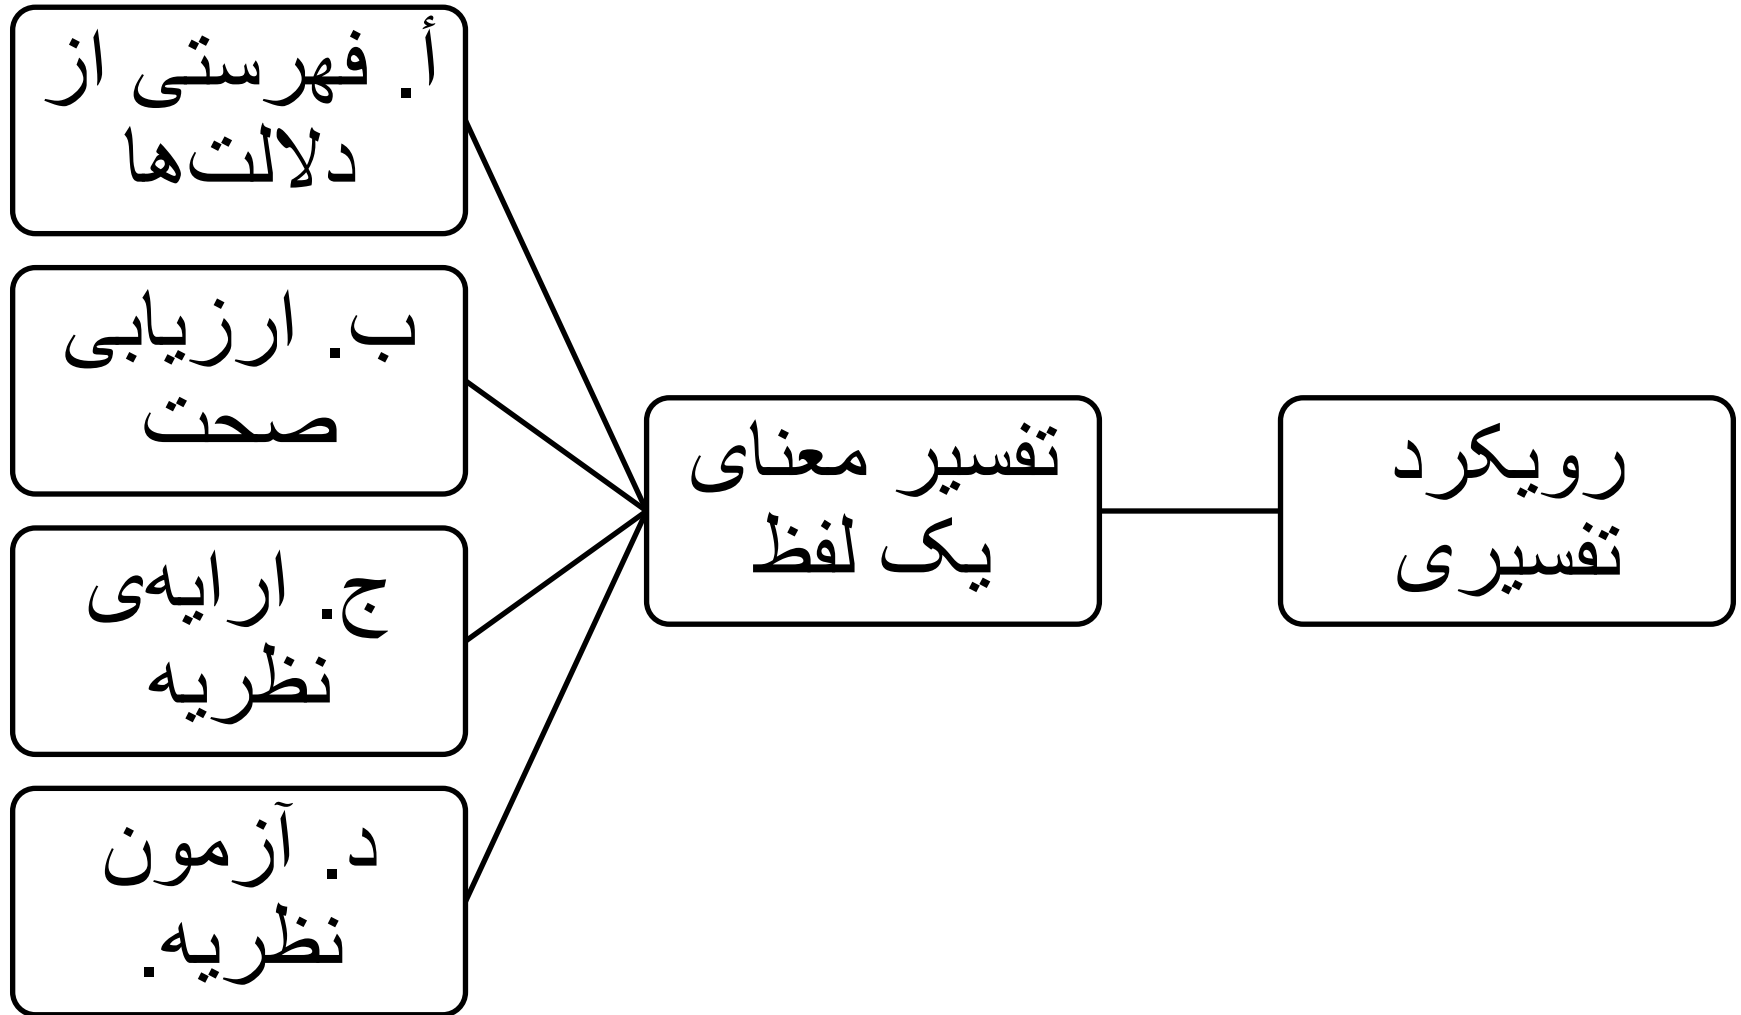 رویکرد
تفسیری
تفسیر معنای
یک لفظ
أ. فهرستی از
دلالت‌ها
ب. ارزیابی
صحت
ج. ارایه‌ی
نظریه
د. آزمون
نظریه.